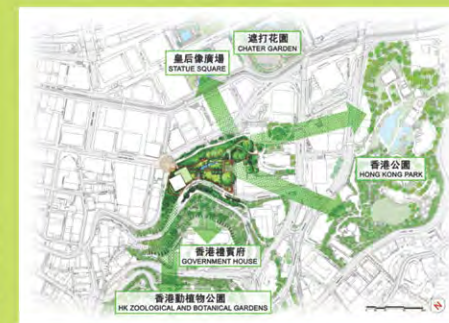 遮打花園
CHATER GARDEN
皇后像廣場
STATUE SQUARE
香港公園
HONG KONG PARK
香港禮賓府
GOVERNMENT HOUSE
香港動植物公園
HK ZOOLOGICAL AND BOTANICAL GARDENS